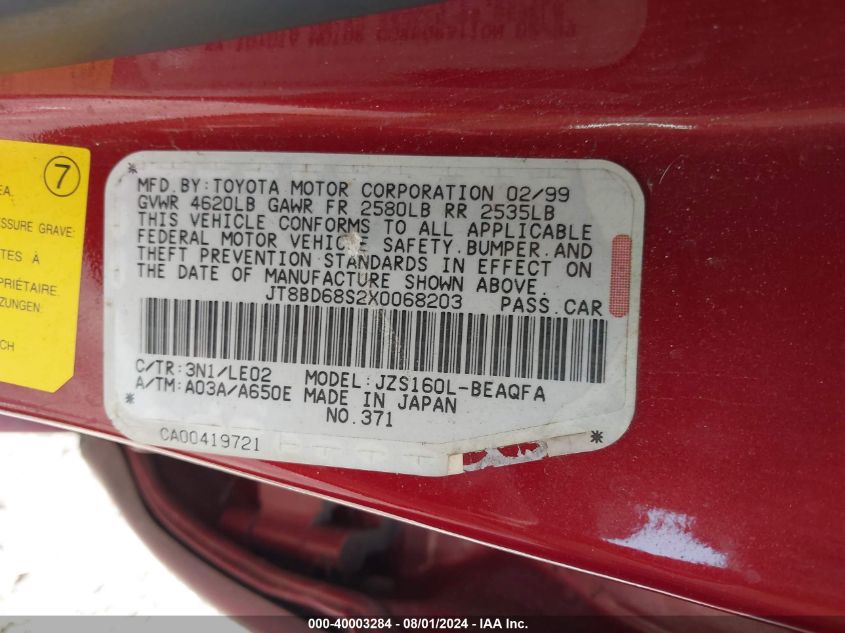 7
EA.
SSURE GRAVE:
TES À
PRIÉTAIRE.
ZUNGEN:
CH
MFD.BY:TOYOTA MOTOR CORPORATION 02/99
GVWR 4620LB GAWR FR 2580LB RR 2535LB
THIS VEHICLE CONFORMS TO ALL APPLICABLE
FEDERAL MOTOR VEHICLE SAFETY.BUMPER.AND
THEFT PREVENTION STANDARDS IN EFFECT ON
THE DATE OF MANUFACTURE SHOWN ABOVE.
JT8BD68S2X0068203 PASS.CAR
C/TR:3N1/LE02 MODEL:JZS160L-BEAQFA
A/TM:A03A/A650E MADE IN JAPAN
NO.371
CA00419721
000-40003284 - 08/01/2024 - IAA Inc.